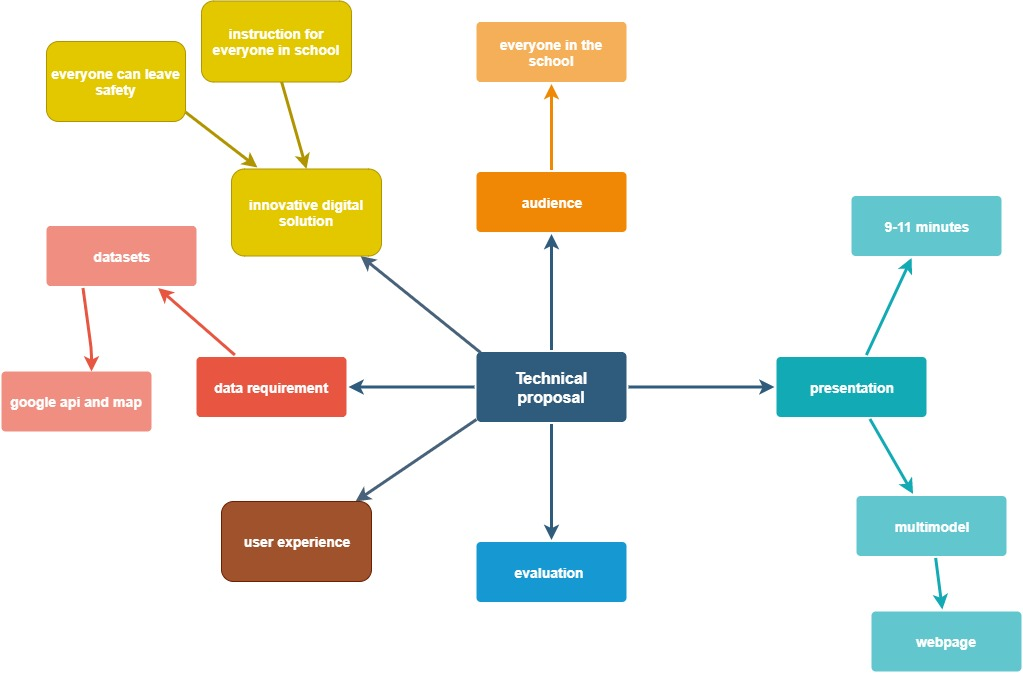 instruction for
everyone in school
everyone in the
school
everyone can leave
safety
innovative digital
solution
audience
9-11 minutes
datasets
Technical
proposal
data requirement
presentation
google api and map
user experience
evaluation
multimodel
webpage